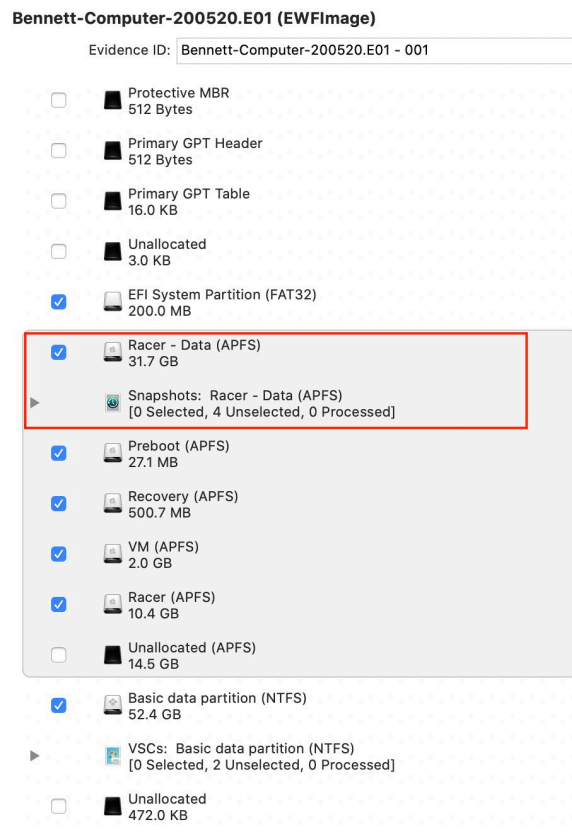 Bennett-Computer-200520.E01 (EWFImage)
Evidence ID: Bennett-Computer-200520.E01 - 001
Protective MBR
512 Bytes
Primary GPT Header
512 Bytes
Primary GPT Table
16.0 KB
Unallocated
3.0 KB
EFI System Partition (FAT32)
200.0 MB
Racer - Data (APFS)
31.7 GB
Snapshots: Racer - Data (APFS)
[0 Selected, 4 Unselected, 0 Processed]
Preboot (APFS)
27.1 MB
Recovery (APFS)
500.7 MB
VM (APFS)
2.0 GB
Racer (APFS)
10.4 GB
Unallocated (APFS)
14.5 GB
Basic data partition (NTFS)
52.4 GB
VSCs: Basic data partition (NTFS)
[0 Selected, 2 Unselected, 0 Processed]
Unallocated
472.0 KB